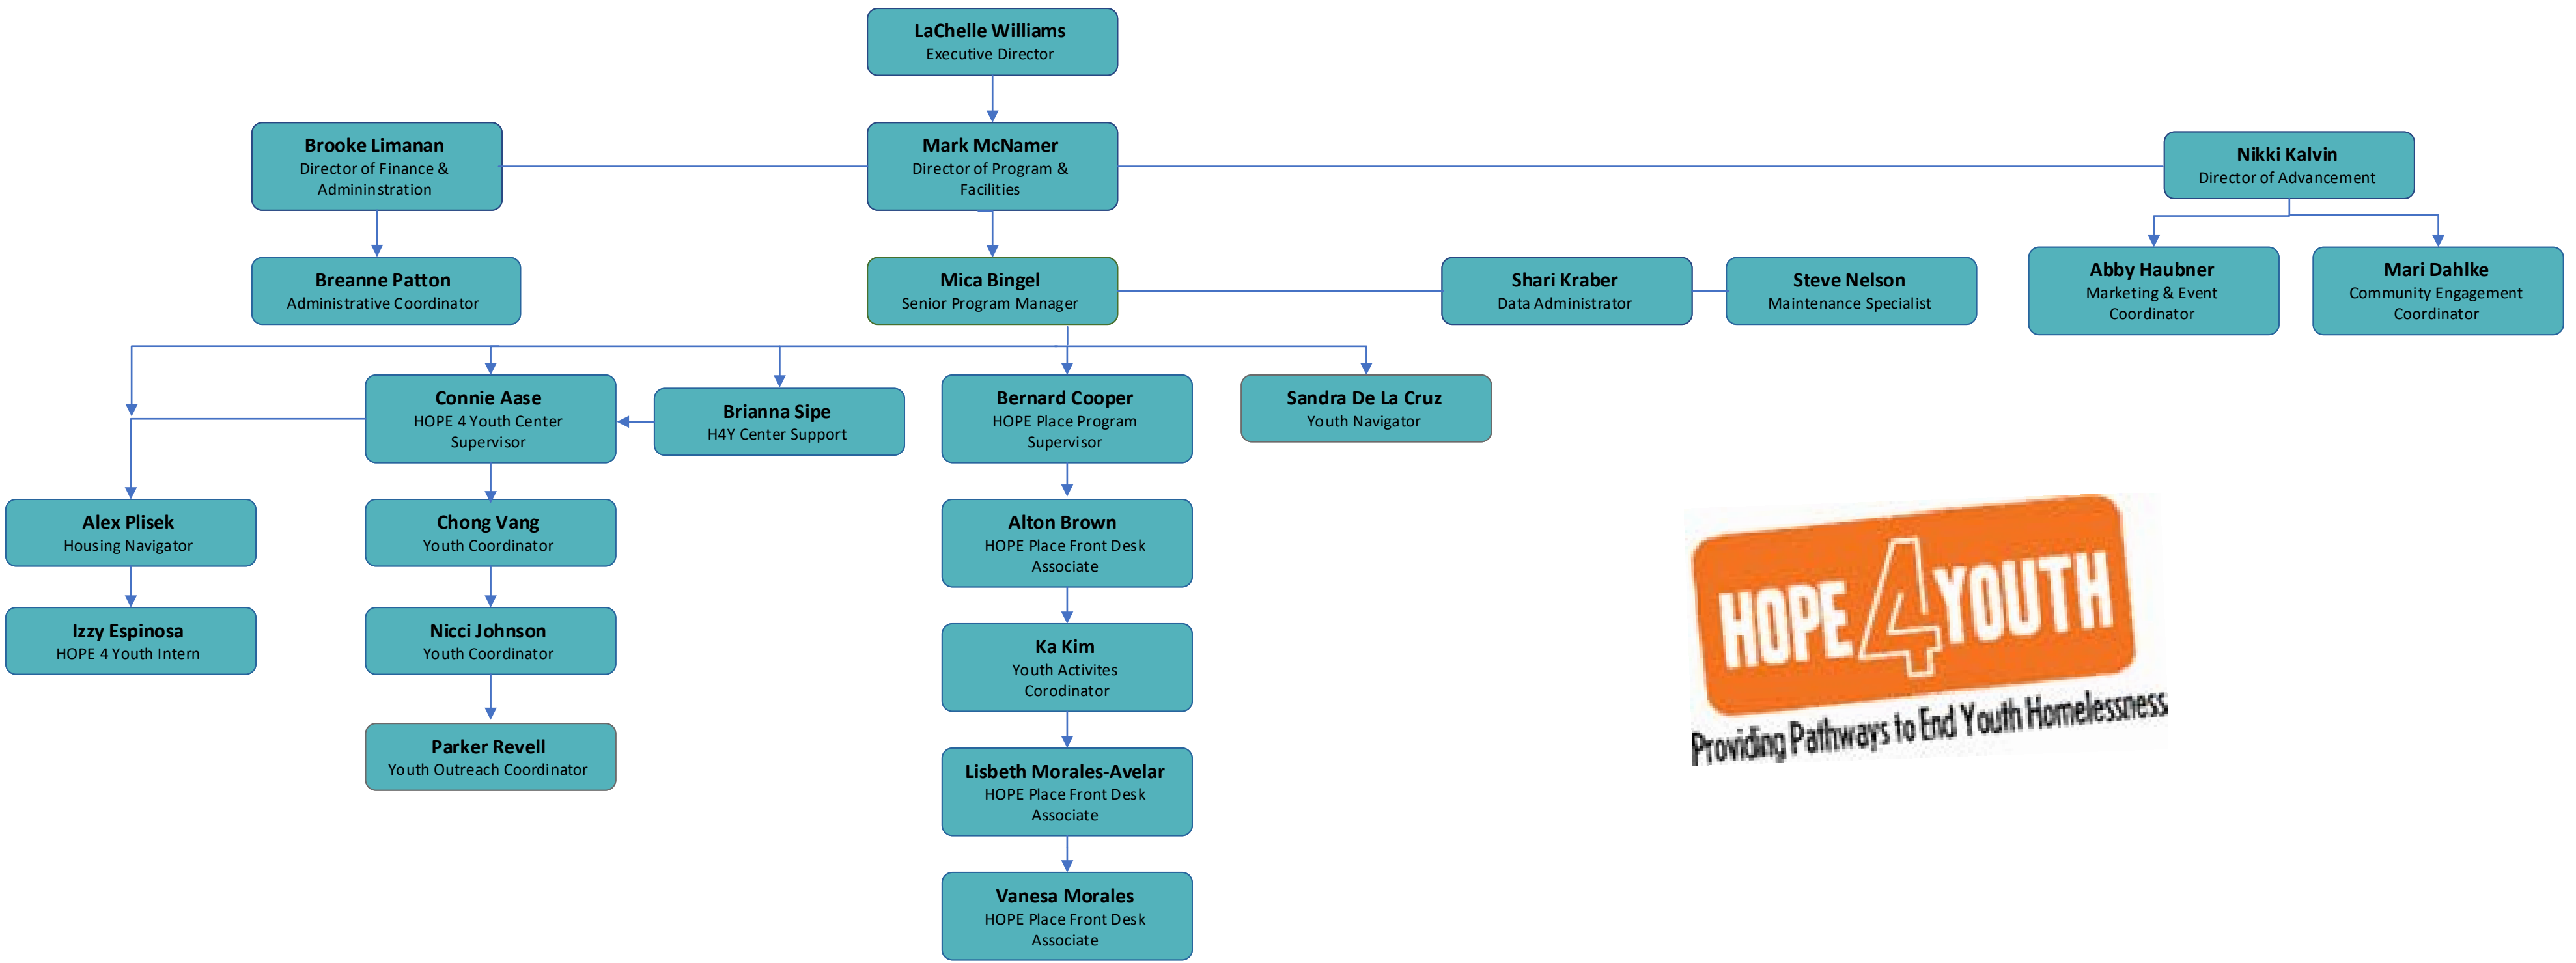 LaChelle Williams
Executive Director
Brooke Limanan
Director of Finance &
Admininstration
Mark McNamer
Director of Program &
Facilities
Nikki Kalvin
Director of Advancement
Breanne Patton
Administrative Coordinator
Mica Bingel
Senior Program Manager
Shari Kraber
Data Administrator
Steve Nelson
Maintenance Specialist
Abby Haubner
Marketing & Event
Coordinator
Mari Dahlke
Community Engagement
Coordinator
Connie Aase
HOPE 4 Youth Center
Supervisor
Brianna Sipe
H4Y Center Support
Bernard Cooper
HOPE Place Program
Supervisor
Sandra De La Cruz
Youth Navigator
Alex Plisek
Housing Navigator
Chong Vang
Youth Coordinator
Alton Brown
HOPE Place Front Desk
Associate
Izzy Espinosa
HOPE 4 Youth Intern
Nicci Johnson
Youth Coordinator
Ka Kim
Youth Activites
Corodinator
Parker Revell
Youth Outreach Coordinator
Lisbeth Morales-Avelar
HOPE Place Front Desk
Associate
Vanesa Morales
HOPE Place Front Desk
Associate
HOPE 4 YOUTH
Providing Pathways to End Youth Homelessness